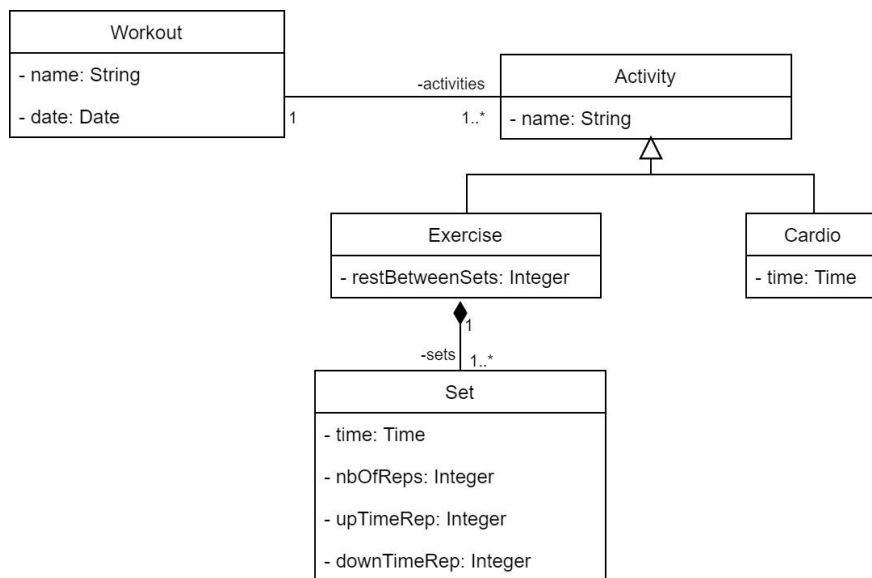 Workout
- name: String
- date: Date
-activities
1
1..*
Activity
- name: String
Exercise
- restBetweenSets: Integer
Cardio
- time: Time
1
-sets
1..*
Set
- time: Time
- nbOfReps: Integer
- upTimeRep: Integer
- downTimeRep: Integer